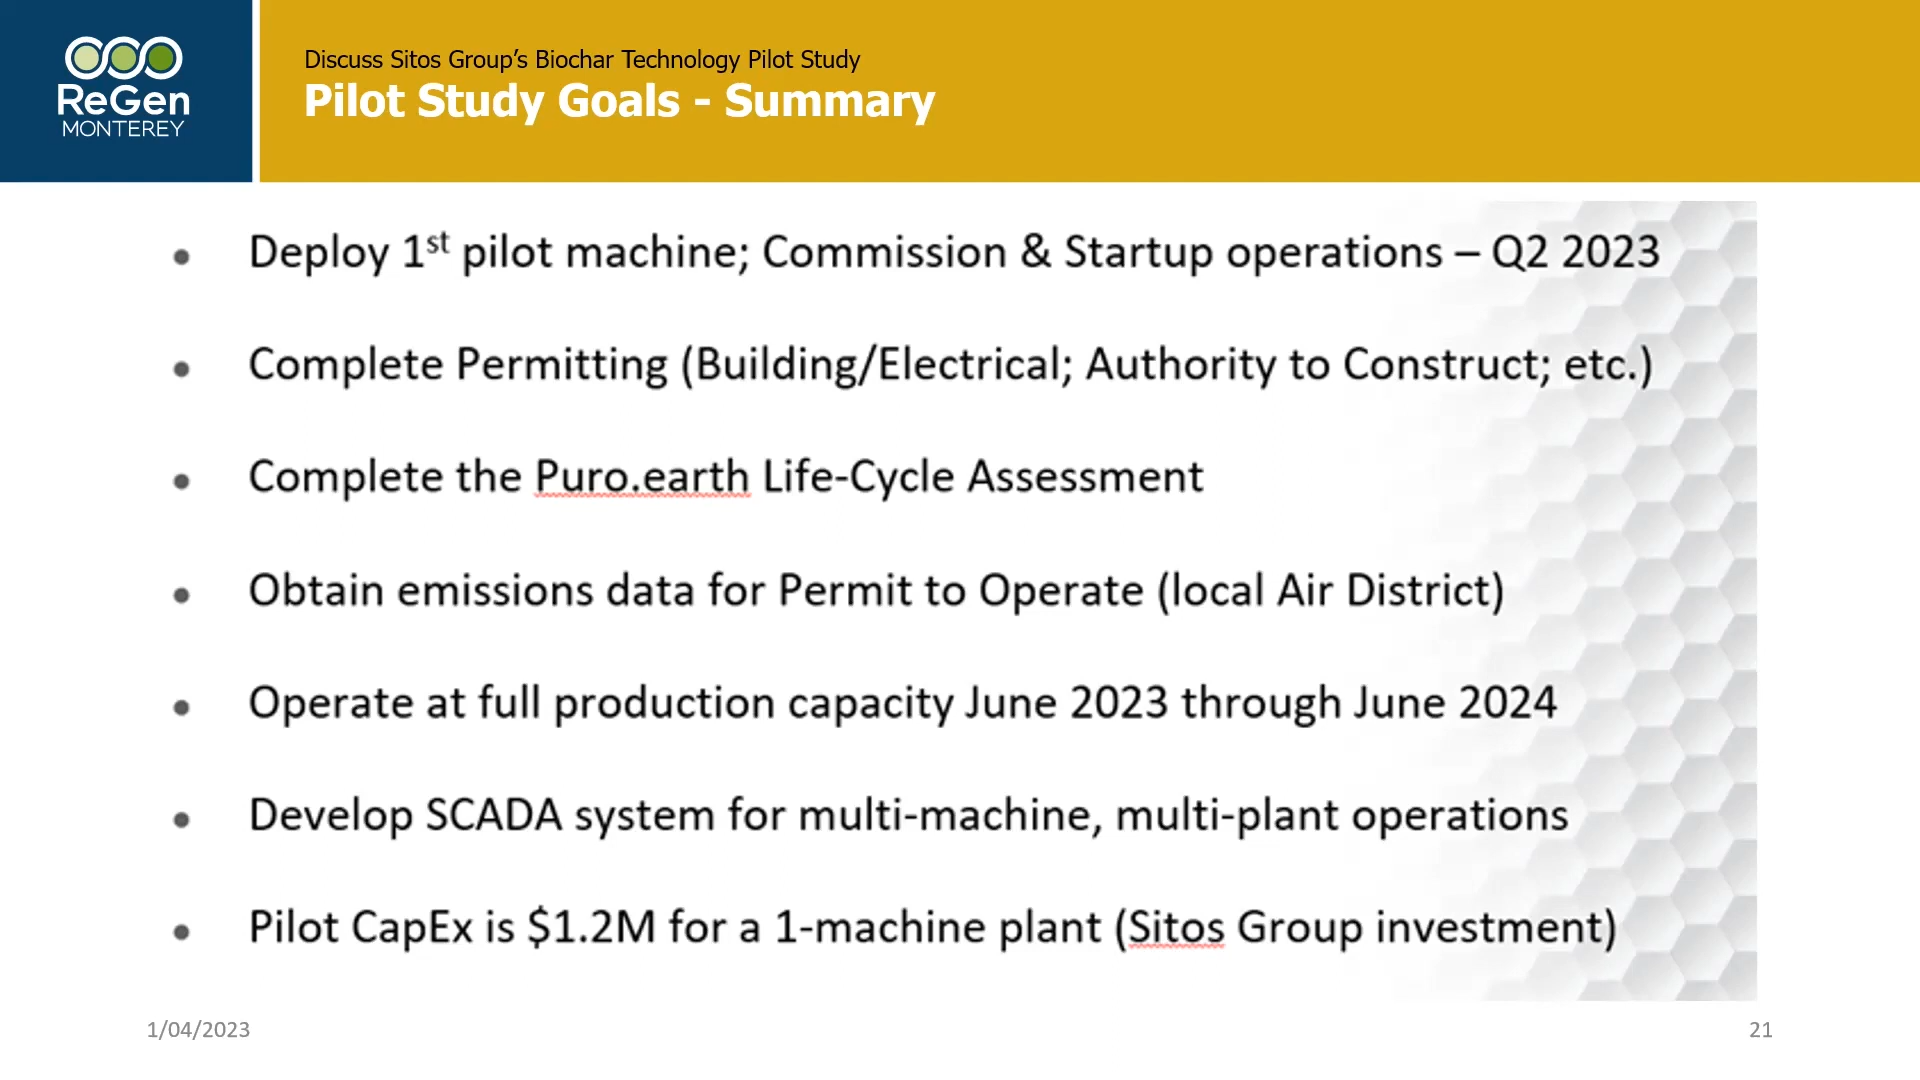 ReGen
MONTEREY
Discuss Sitos Group’s Biochar Technology Pilot Study
Pilot Study Goals - Summary
• Deploy 1st pilot machine; Commission & Startup operations – Q2 2023
• Complete Permitting (Building/Electrical; Authority to Construct; etc.)
• Complete the Puro.earth Life-Cycle Assessment
• Obtain emissions data for Permit to Operate (local Air District)
• Operate at full production capacity June 2023 through June 2024
• Develop SCADA system for multi-machine, multi-plant operations
• Pilot CapEx is $1.2M for a 1-machine plant (Sitos Group investment)
1/04/2023
21